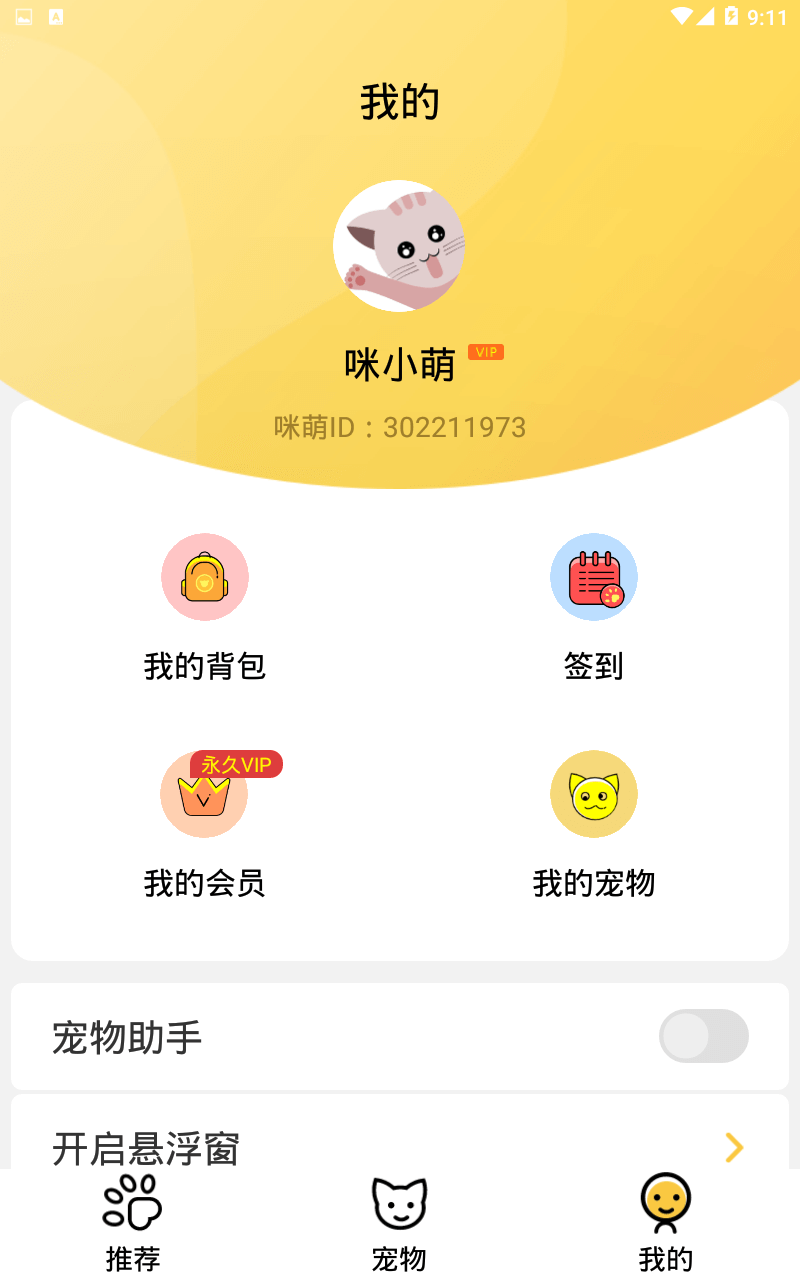 9:11
我的
咪小萌 VIP
咪萌ID：302211973
我的背包
签到
永久VIP
我的会员
我的宠物
宠物助手
开启悬浮窗
推荐
宠物
我的